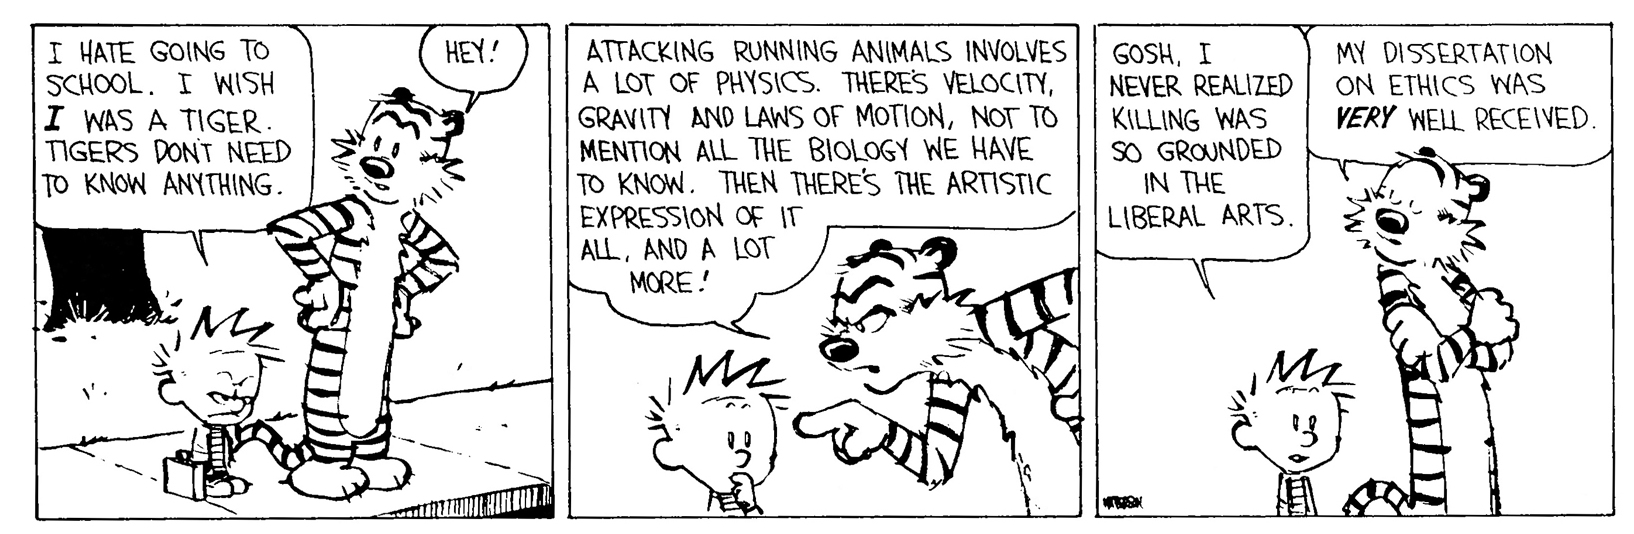 I HATE GOING TO
SCHOOL. I WISH
I WAS A TIGER.
TIGERS DON'T NEED
TO KNOW ANYTHING.
HEY!
ATTACKING RUNNING ANIMALS INVOLVES
A LOT OF PHYSICS. THERE'S VELOCITY,
GRAVITY AND LAWS OF MOTION, NOT TO
MENTION ALL THE BIOLOGY WE HAVE
TO KNOW. THEN THERE'S THE ARTISTIC
EXPRESSION OF IT
ALL, AND A LOT
MORE!
GOSH, I
NEVER REALIZED
KILLING WAS
SO GROUNDED
IN THE
LIBERAL ARTS.
MY DISSERTATION
ON ETHICS WAS
VERY WELL RECEIVED.
WATTERSON